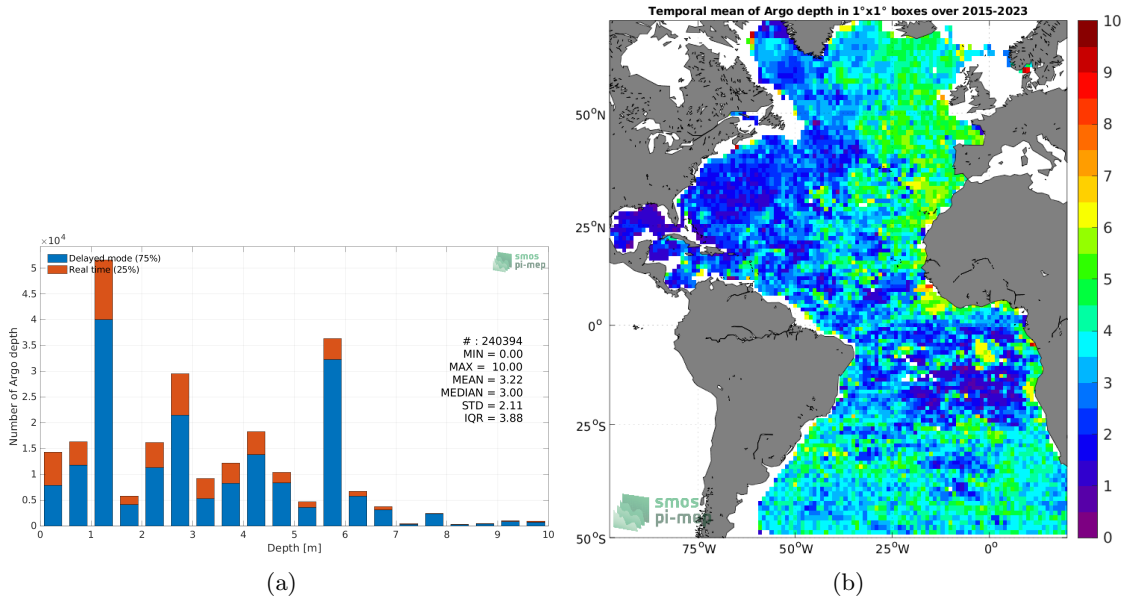 Temporal mean of Argo depth in 1°x1° boxes over 2015-2023
×10⁴
Delayed mode (75%)
Real time (25%)
smos
pi-mep
# : 240394
MIN = 0.00
MAX = 10.00
MEAN = 3.22
MEDIAN = 3.00
STD = 2.11
IQR = 3.88
Number of Argo depth
5
4.5
4
3.5
3
2.5
2
1.5
1
0.5
0
0 1 2 3 4 5 6 7 8 9 10
Depth [m]
(a)
50°N
25°N
0°
25°S
50°S
75°W 50°W 25°W 0°
smos
pi-mep
10
9
8
7
6
5
4
3
2
1
0
(b)